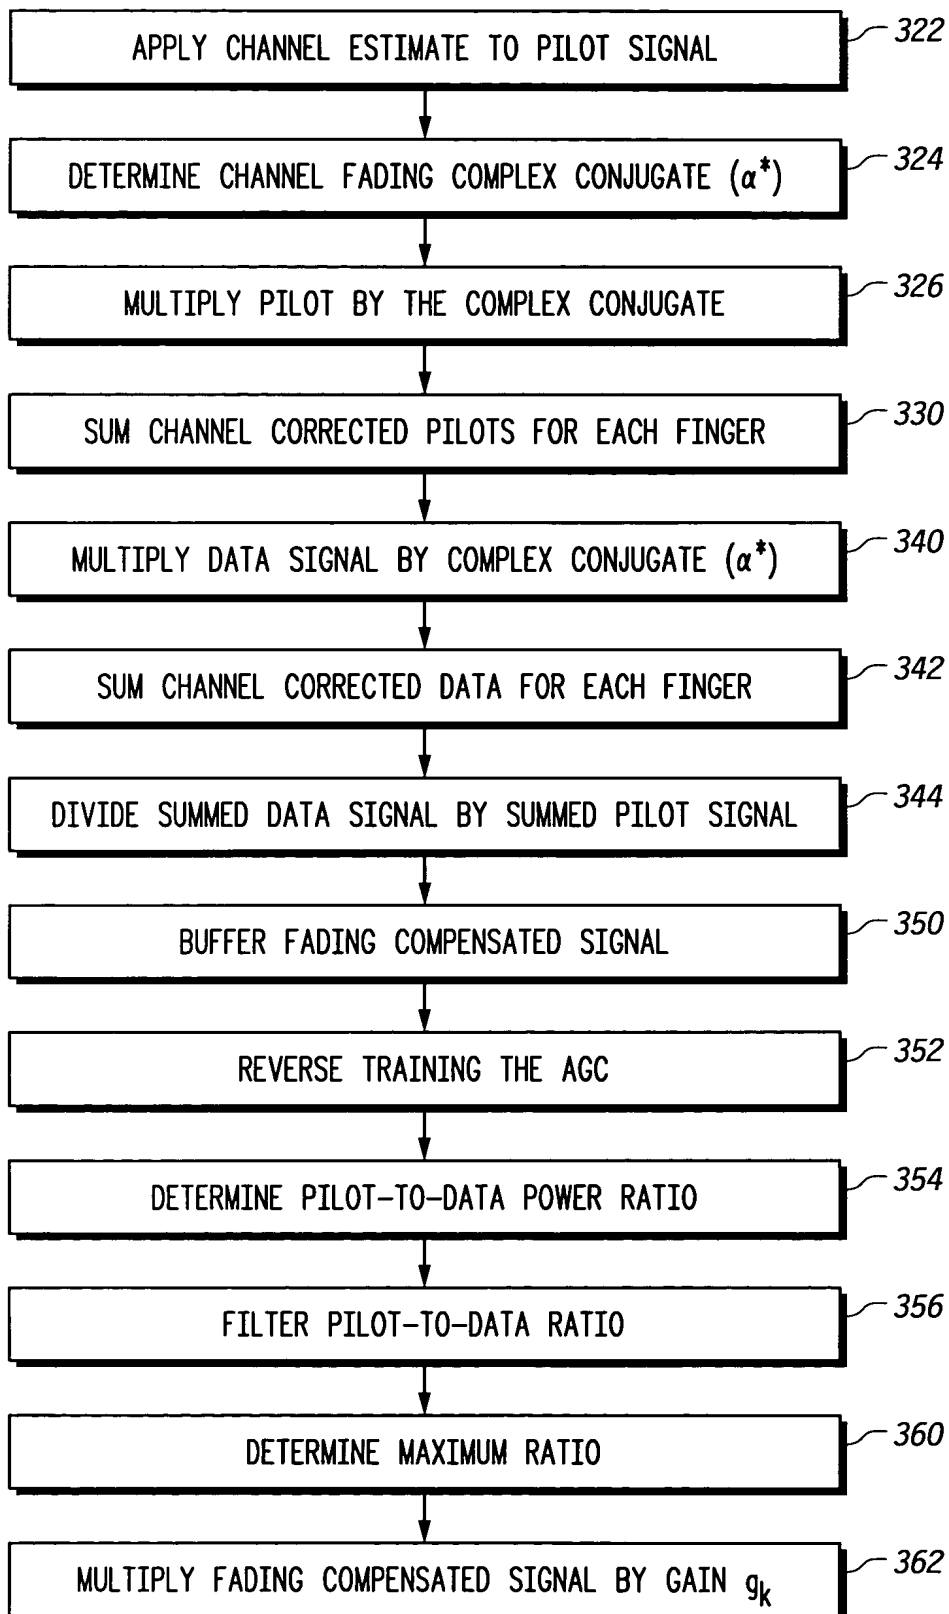 APPLY CHANNEL ESTIMATE TO PILOT SIGNAL 322
DETERMINE CHANNEL FADING COMPLEX CONJUGATE (α*) 324
MULTIPLY PILOT BY THE COMPLEX CONJUGATE 326
SUM CHANNEL CORRECTED PILOTS FOR EACH FINGER 330
MULTIPLY DATA SIGNAL BY COMPLEX CONJUGATE (α*) 340
SUM CHANNEL CORRECTED DATA FOR EACH FINGER 342
DIVIDE SUMMED DATA SIGNAL BY SUMMED PILOT SIGNAL 344
BUFFER FADING COMPENSATED SIGNAL 350
REVERSE TRAINING THE AGC 352
DETERMINE PILOT-TO-DATA POWER RATIO 354
FILTER PILOT-TO-DATA RATIO 356
DETERMINE MAXIMUM RATIO 360
MULTIPLY FADING COMPENSATED SIGNAL BY GAIN gk 362